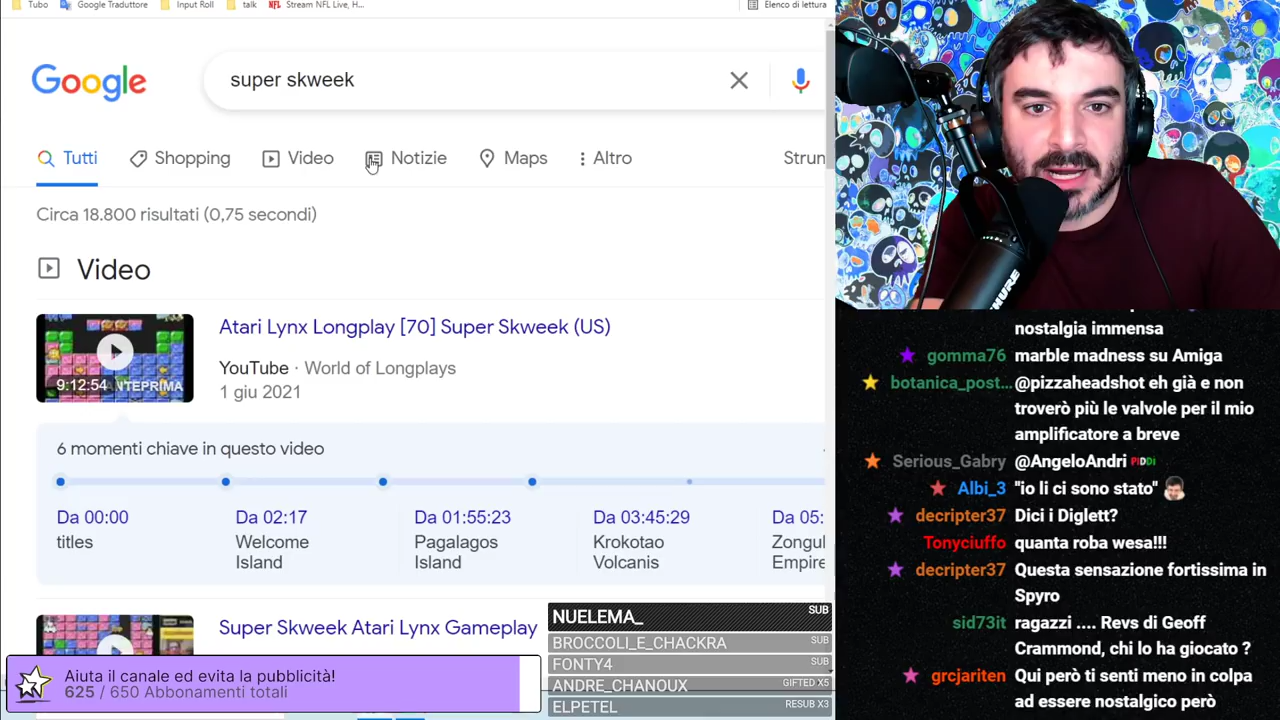 Tubo
Google Traduttore
Input Roll
talk
Stream NFL Live, H...
Elenco di lettura
Google
super skweek
Tutti
Shopping
Video
Notizie
Maps
Altro
Strun
Circa 18.800 risultati (0,75 secondi)
Video
9:12:54
ANTEPRIMA
Atari Lynx Longplay [70] Super Skweek (US)
YouTube · World of Longplays
1 giu 2021
6 momenti chiave in questo video
Da 00:00
titles
Da 02:17
Welcome
Island
Da 01:55:23
Pagalagos
Island
Da 03:45:29
Krokotao
Volcanis
Da 05:
Zongul
Empire
Super Skweek Atari Lynx Gameplay
Aiuta il canale ed evita la pubblicità!
625 / 650 Abbonamenti totali
NUELEMA_ SUB
BROCCOLI_E_CHACKRA SUB
FONTY4 SUB
ANDRE_CHANOUX GIFTED X5
ELPETEL RESUB X3
SHURE
nostalgia immensa
gomma76 marble madness su Amiga
botanica_post... @pizzaheadshot eh già e non
troverò più le valvole per il mio
amplificatore a breve
Serious_Gabry @AngeloAndri PIDDI
Albi_3 "io li ci sono stato"
decripter37 Dici i Diglett?
Tonyciuffo quanta roba wesa!!!
decripter37 Questa sensazione fortissima in
Spyro
sid73it ragazzi .... Revs di Geoff
Crammond, chi lo ha giocato ?
grcjariten Qui però ti senti meno in colpa
ad essere nostalgico però